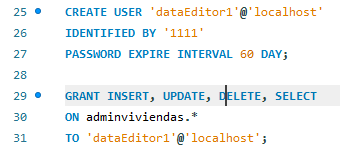 25 CREATE USER 'dataEditor1'@'localhost'
26 IDENTIFIED BY '1111'
27 PASSWORD EXPIRE INTERVAL 60 DAY;
28
29 GRANT INSERT, UPDATE, DELETE, SELECT
30 ON adminviviendas.*
31 TO 'dataEditor1'@'localhost';